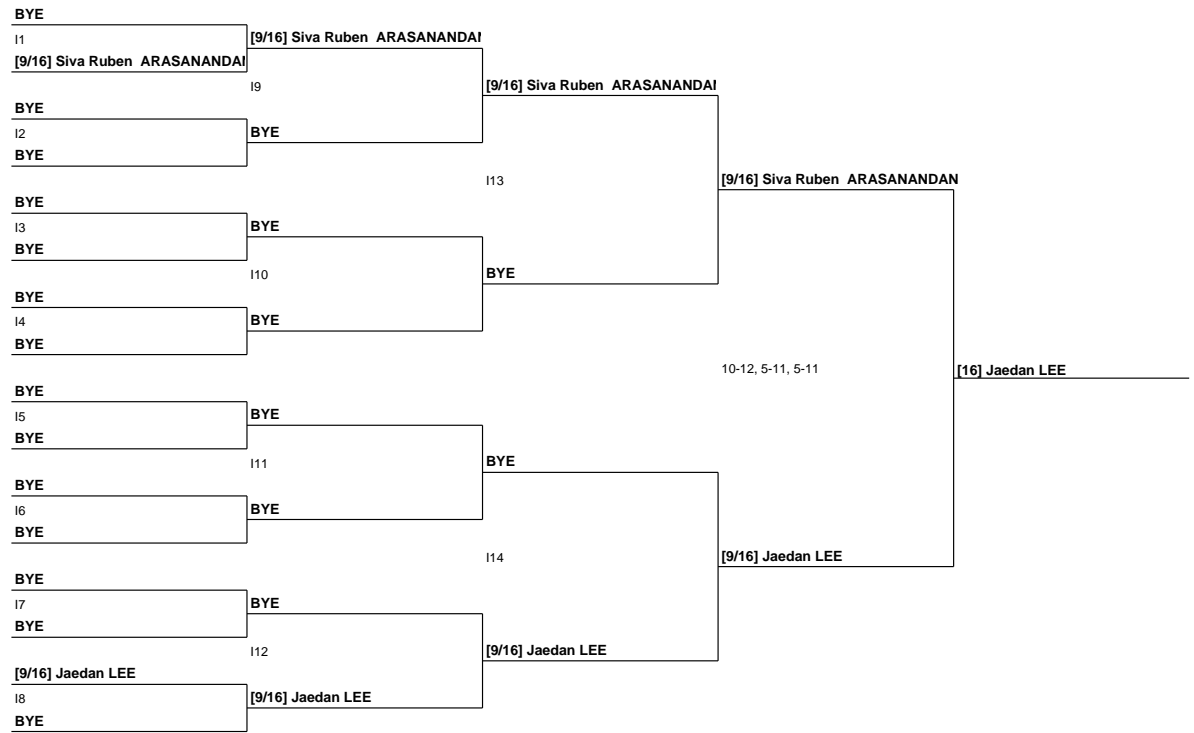 BYE
I1
[9/16] Siva Ruben ARASANANDAN
[9/16] Siva Ruben ARASANANDAN
I9
[9/16] Siva Ruben ARASANANDAN
BYE
I2
BYE
BYE
I13
[9/16] Siva Ruben ARASANANDAN
BYE
I3
BYE
BYE
I10
BYE
BYE
I4
BYE
BYE
10-12, 5-11, 5-11
[16] Jaedan LEE
BYE
I5
BYE
BYE
I11
BYE
BYE
I6
BYE
BYE
I14
[9/16] Jaedan LEE
BYE
I7
BYE
BYE
I12
[9/16] Jaedan LEE
[9/16] Jaedan LEE
I8
BYE
[9/16] Jaedan LEE